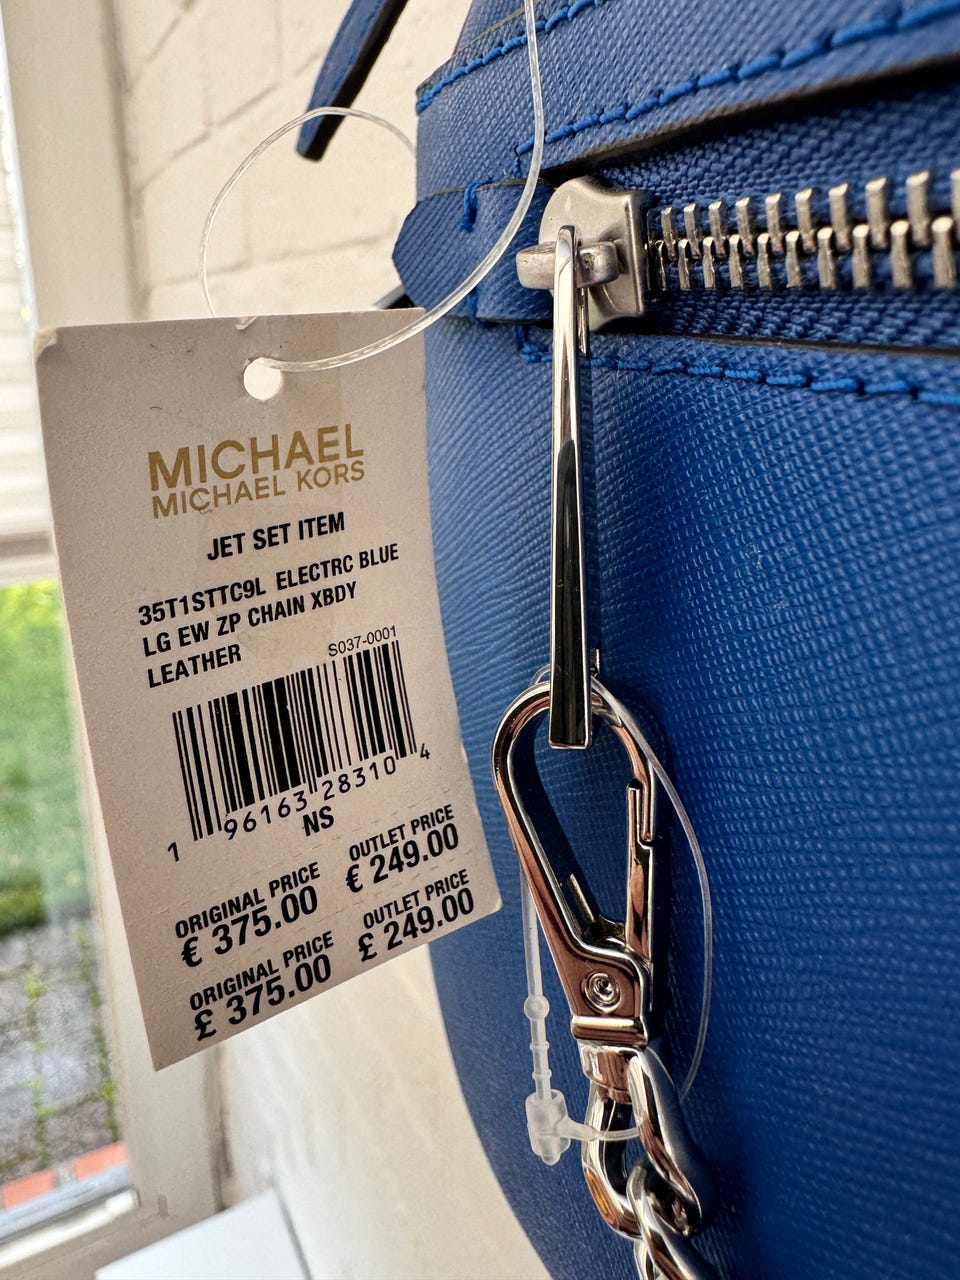 MICHAEL
MICHAEL KORS
JET SET ITEM
35T1STTC9L ELECTRC BLUE
LG EW ZP CHAIN XBDY
LEATHER
S037-0001
1 96163 28310 4
NS
ORIGINAL PRICE OUTLET PRICE
€ 375.00 € 249.00
ORIGINAL PRICE OUTLET PRICE
£ 375.00 £ 249.00